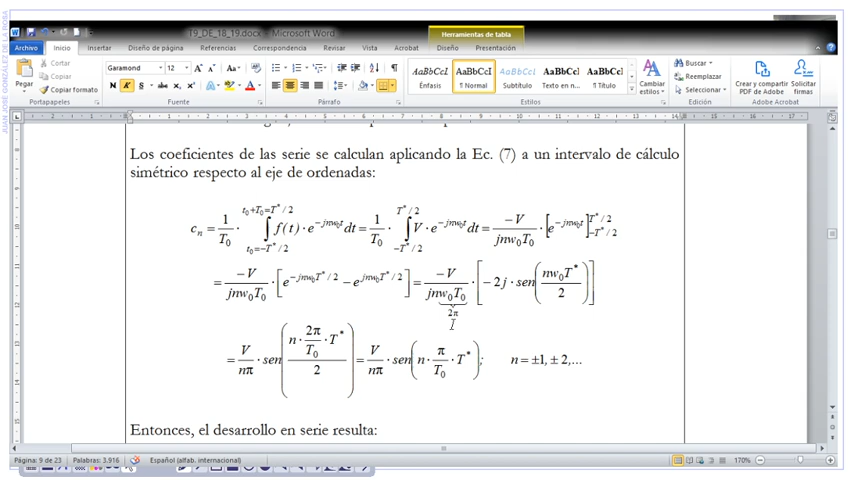 T9_DE_18_19.docx - Microsoft Word
Herramientas de tabla
Archivo Inicio Insertar Diseño de página Referencias Correspondencia Revisar Vista Acrobat Diseño Presentación
Cortar
Copiar
Copiar formato
Pegar
Portapapeles
Garamond 12
Fuente
Párrafo
AaBbCcI AaBbCcI AaBbCcI AaBbCcI AaBbCcI
Énfasis ¶ Normal Subtítulo Texto en n... ¶ Título
Cambiar estilos
Estilos
Buscar
Reemplazar
Seleccionar
Edición
Crear y compartir PDF de Adobe
Solicitar firmas
Adobe Acrobat
JUAN JOSÉ GONZÁLEZ DE LA ROSA
Los coeficientes de las serie se calculan aplicando la Ec. (7) a un intervalo de cálculo
simétrico respecto al eje de ordenadas:
c_n = 1/T_0 · ∫_{t_0=-T*/2}^{t_0+T_0=T*/2} f(t) · e^{-jnw_0t} dt = 1/T_0 · ∫_{-T*/2}^{T*/2} V · e^{-jnw_0t} dt = -V/(jnw_0T_0) · [e^{-jnw_0t}]_{-T*/2}^{T*/2}
= -V/(jnw_0T_0) · [e^{-jnw_0T*/2} - e^{jnw_0T*/2}] = -V/(jnw_0T_0) · [-2j · sen(nw_0T*/2)]
2π
= V/(nπ) · sen(n · 2π/T_0 · T*/2) = V/(nπ) · sen(n · π/T_0 · T*); n = ±1, ± 2,...
Entonces, el desarrollo en serie resulta:
Página: 9 de 23 Palabras: 3.916 Español (alfab. internacional) 170%